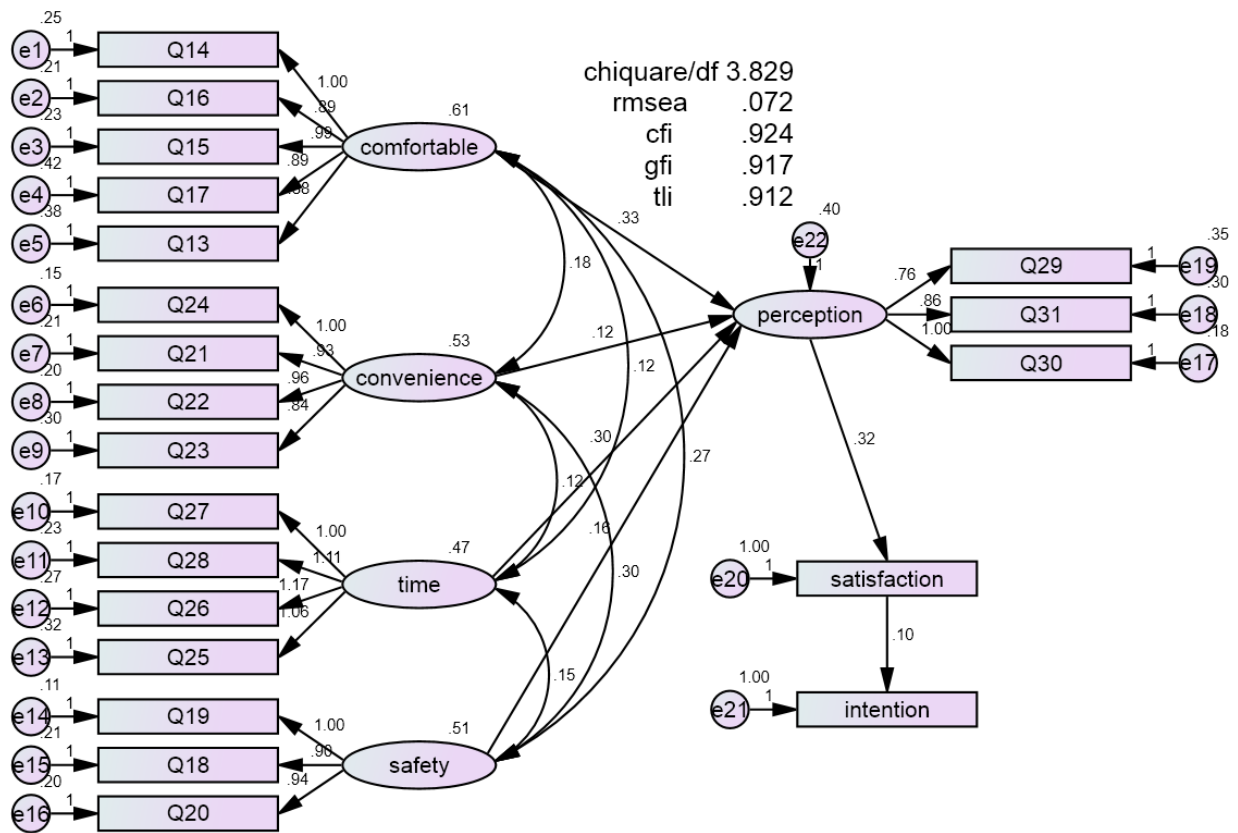 chiquare/df 3.829
rmsea .072
cfi .924
gfi .917
tli .912
.25
e1 1 Q14
.21
e2 1 Q16
.23
e3 1 Q15
.42
e4 1 Q17
.38
e5 1 Q13
1.00
.89
.99
.89
.61
comfortable
.15
e6 1 Q24
.21
e7 1 Q21
.20
e8 1 Q22
.30
e9 1 Q23
1.00
.93
.96
.84
.53
convenience
.17
e10 1 Q27
.23
e11 1 Q28
.27
e12 1 Q26
.32
e13 1 Q25
1.00
1.11
1.17
1.06
.47
time
.11
e14 1 Q19
.21
e15 1 Q18
.20
e16 1 Q20
1.00
.90
.94
.51
safety
.33
.18
.12
.12
.30
.27
.12
.16
.30
.15
.40
e22
1
perception
.76
.86
1.00
.35
Q29 1 e19
.30
Q31 1 e18
.18
Q30 1 e17
.32
1.00
e20 1 satisfaction
.10
1.00
e21 1 intention